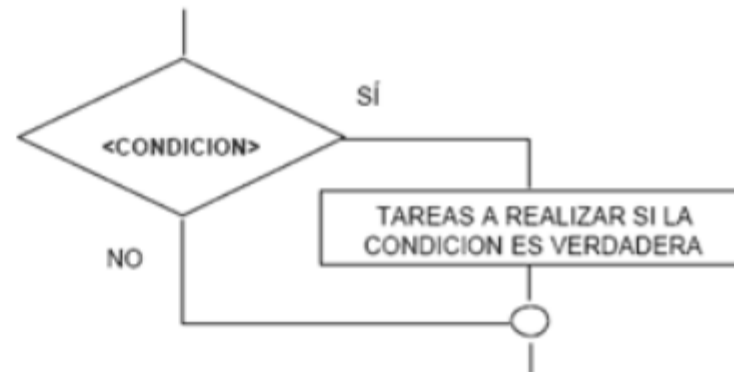 SÍ
<CONDICION>
TAREAS A REALIZAR SI LA
CONDICION ES VERDADERA
NO